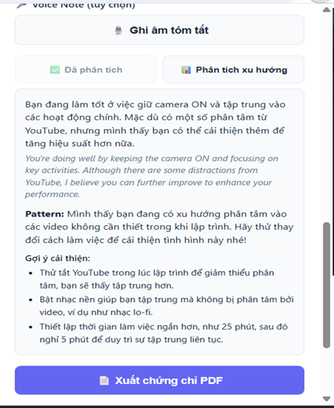 Voice Note (tùy chọn)
Ghi âm tóm tắt
Đã phân tích
Phân tích xu hướng
Bạn đang làm tốt ở việc giữ camera ON và tập trung vào
các hoạt động chính. Mặc dù có một số phân tâm từ
YouTube, nhưng mình thấy bạn có thể cải thiện thêm để
tăng hiệu suất hơn nữa.
You're doing well by keeping the camera ON and focusing on
key activities. Although there are some distractions from
YouTube, I believe you can further improve to enhance your
performance.
Pattern: Mình thấy bạn đang có xu hướng phân tâm vào
các video không cần thiết trong khi lập trình. Hãy thử thay
đổi cách làm việc để cải thiện tình hình này nhé!
Gợi ý cải thiện:
• Thử tắt YouTube trong lúc lập trình để giảm thiểu phân
tâm, bạn sẽ thấy tập trung hơn.
• Bật nhạc nền giúp bạn tập trung mà không bị phân tâm bởi
video, ví dụ như nhạc lo-fi.
• Thiết lập thời gian làm việc ngắn hơn, như 25 phút, sau đó
nghỉ 5 phút để duy trì sự tập trung liên tục.
Xuất chứng chỉ PDF